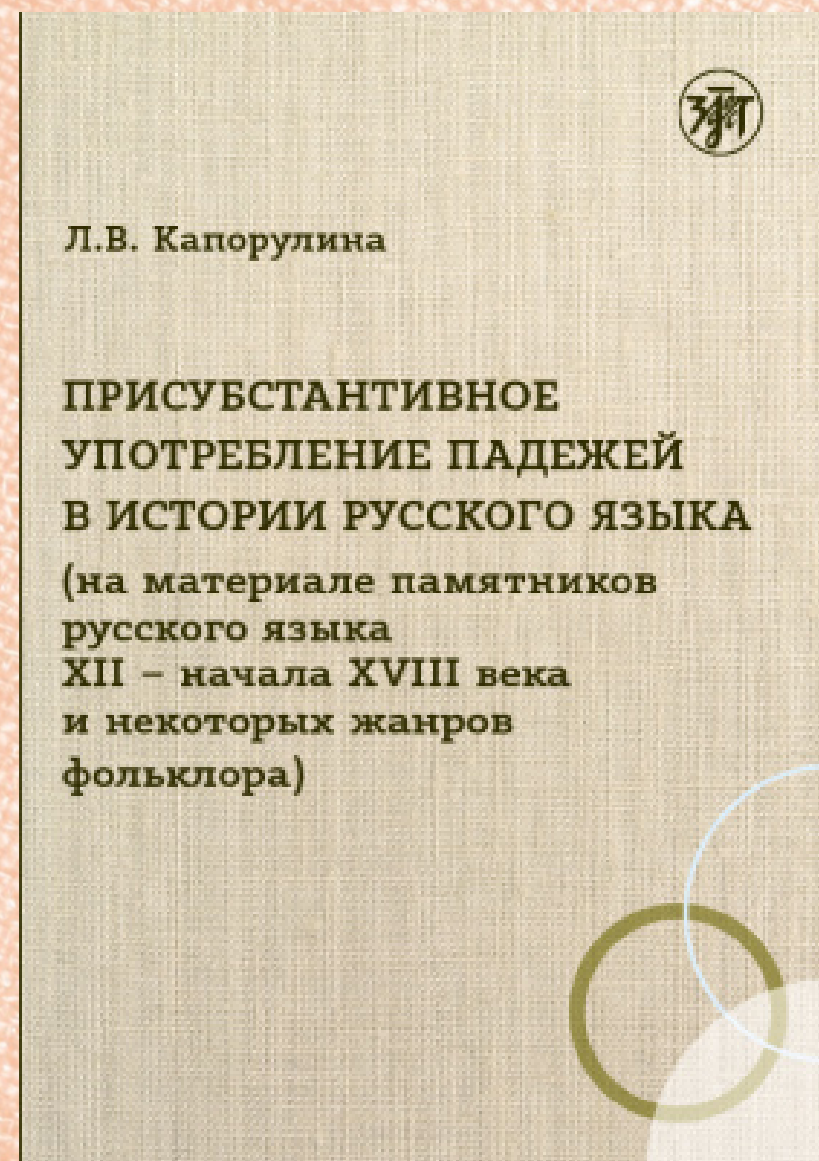 Л.В. Капорулина
ПРИСУБСТАНТИВНОЕ
УПОТРЕБЛЕНИЕ ПАДЕЖЕЙ
В ИСТОРИИ РУССКОГО ЯЗЫКА
(на материале памятников
русского языка
XII – начала XVIII века
и некоторых жанров
фольклора)